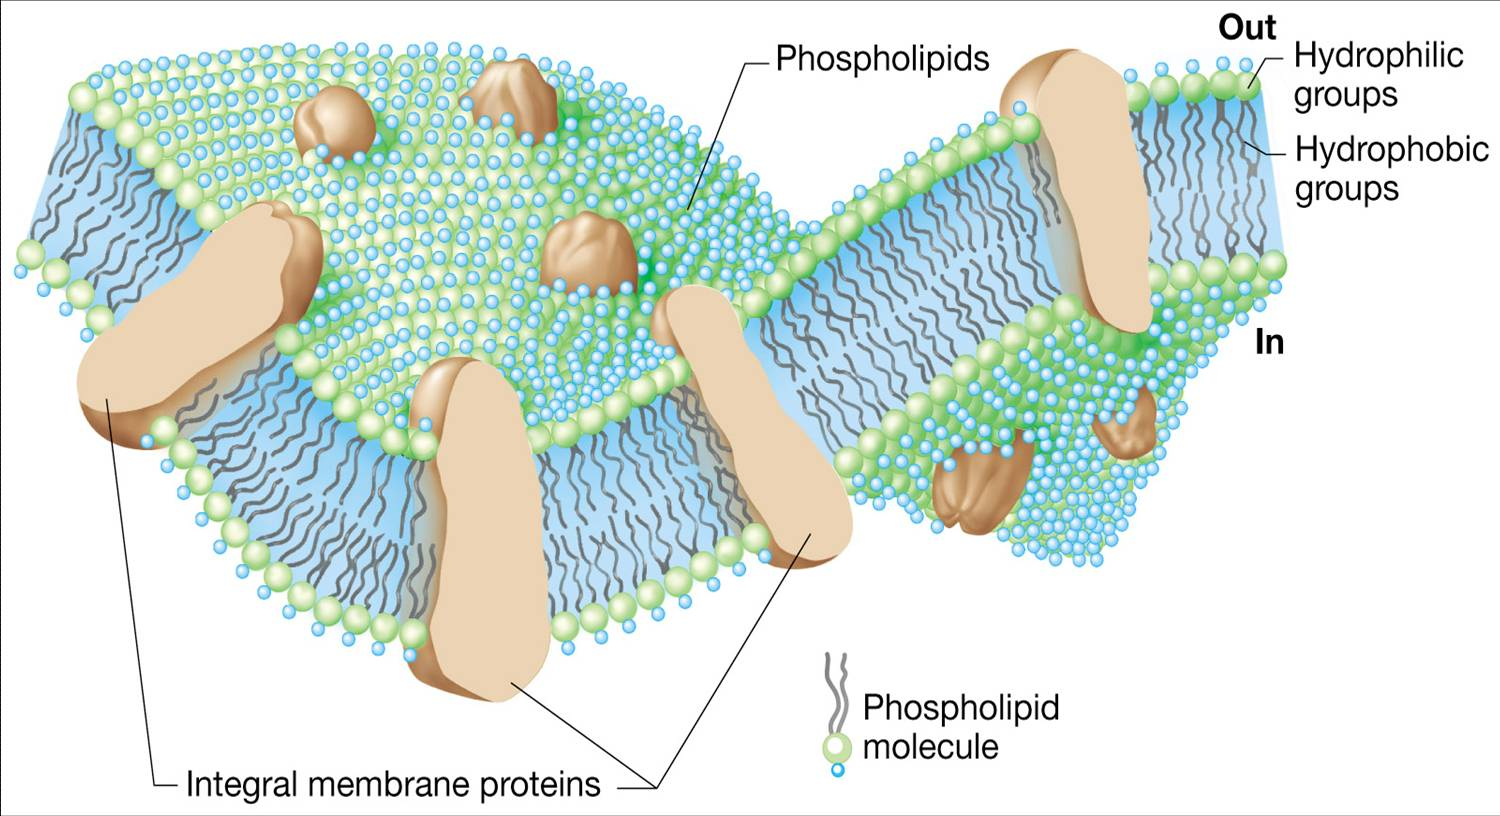 Out
Phospholipids
Hydrophilic
groups
Hydrophobic
groups
In
Phospholipid
molecule
Integral membrane proteins